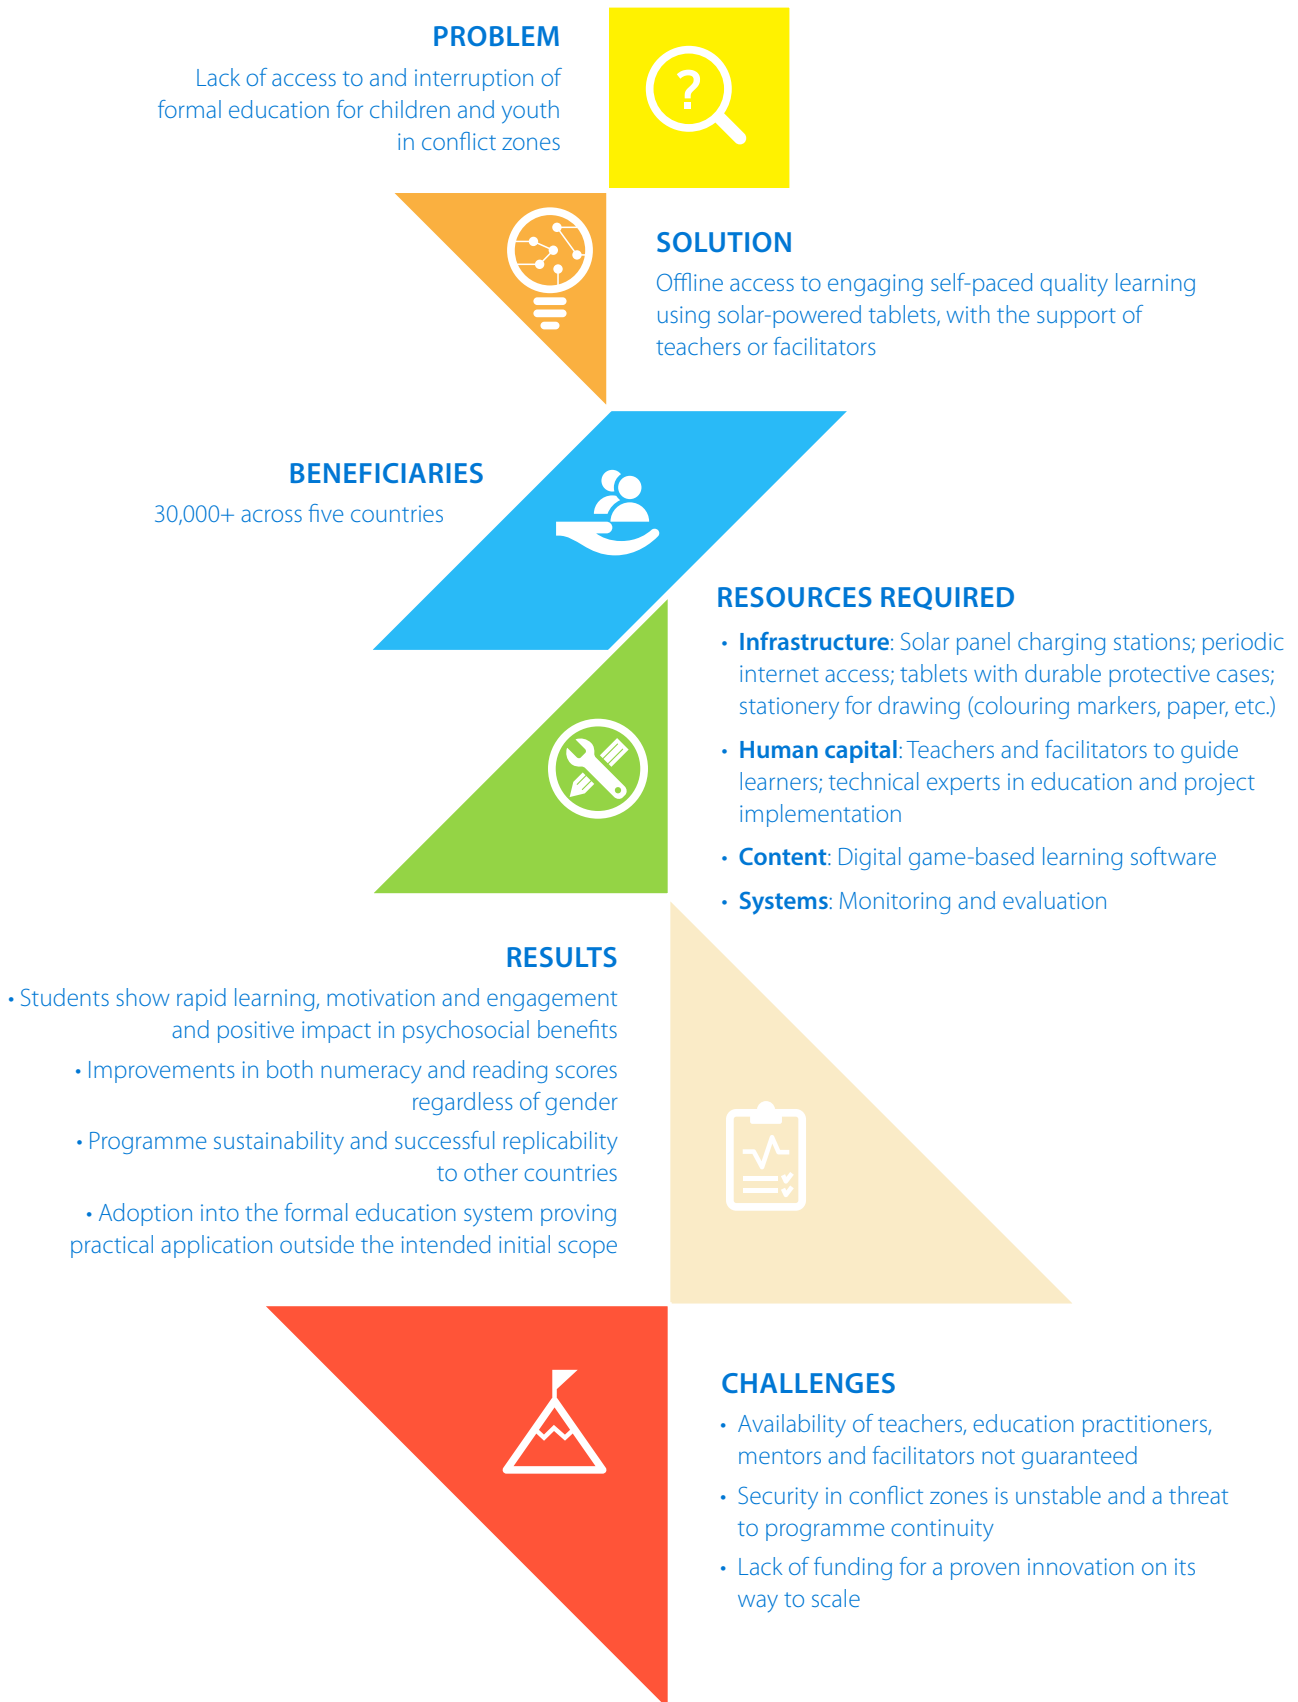 PROBLEM
Lack of access to and interruption of
formal education for children and youth
in conflict zones
?
SOLUTION
Offline access to engaging self-paced quality learning
using solar-powered tablets, with the support of
teachers or facilitators
BENEFICIARIES
30,000+ across five countries
RESOURCES REQUIRED
• Infrastructure: Solar panel charging stations; periodic
internet access; tablets with durable protective cases;
stationery for drawing (colouring markers, paper, etc.)
• Human capital: Teachers and facilitators to guide
learners; technical experts in education and project
implementation
• Content: Digital game-based learning software
• Systems: Monitoring and evaluation
RESULTS
• Students show rapid learning, motivation and engagement
and positive impact in psychosocial benefits
• Improvements in both numeracy and reading scores
regardless of gender
• Programme sustainability and successful replicability
to other countries
• Adoption into the formal education system proving
practical application outside the intended initial scope
CHALLENGES
• Availability of teachers, education practitioners,
mentors and facilitators not guaranteed
• Security in conflict zones is unstable and a threat
to programme continuity
• Lack of funding for a proven innovation on its
way to scale